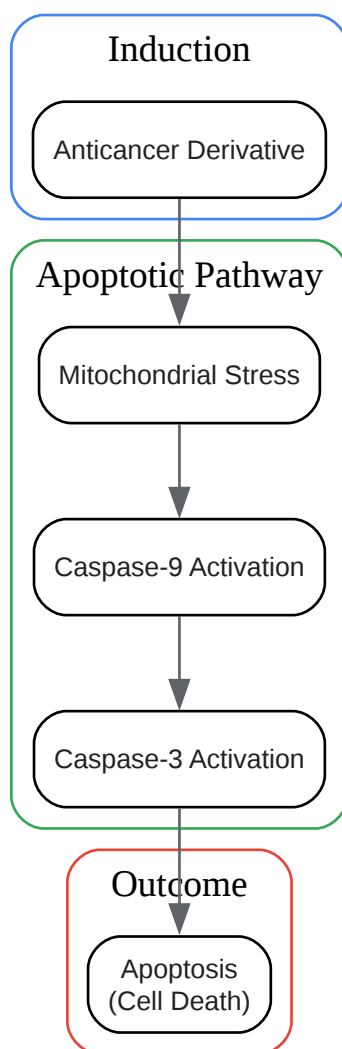 Induction
Anticancer Derivative
Apoptotic Pathway
Mitochondrial Stress
Caspase-9 Activation
Caspase-3 Activation
Outcome
Apoptosis
(Cell Death)